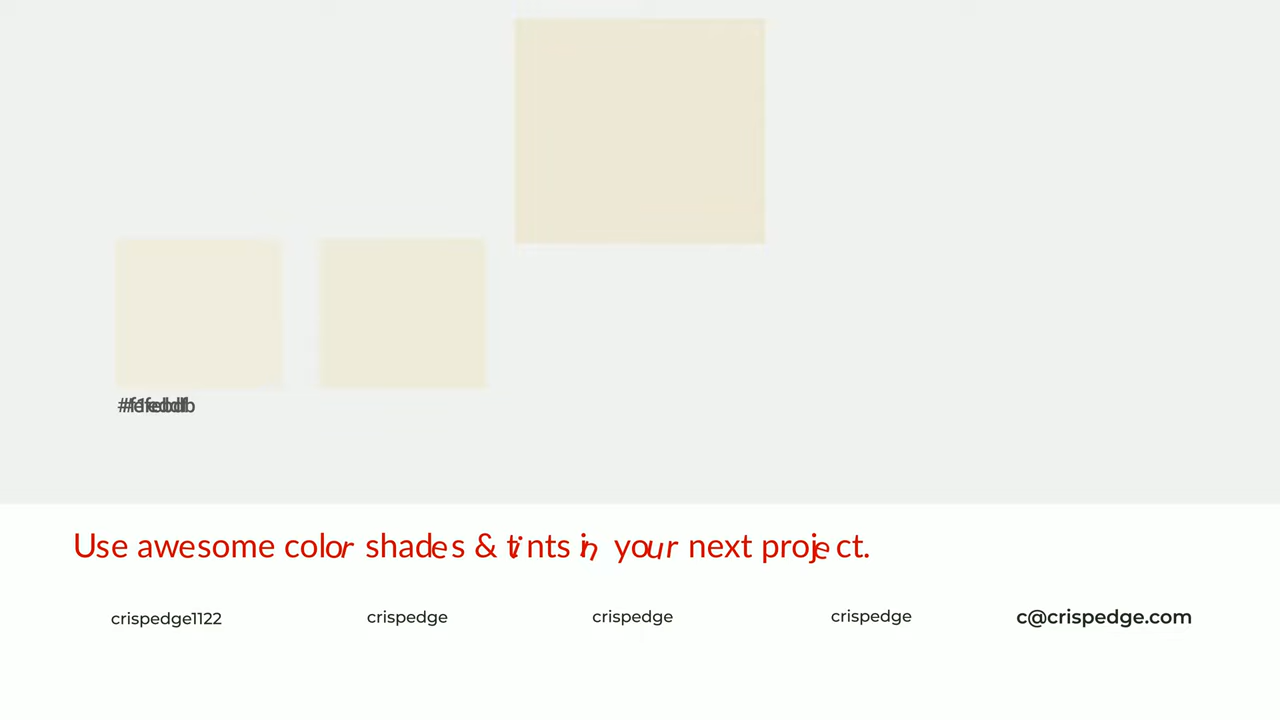 Use awesome color shades & tints in your next project.
crispedge1122 crispedge crispedge crispedge c@crispedge.com